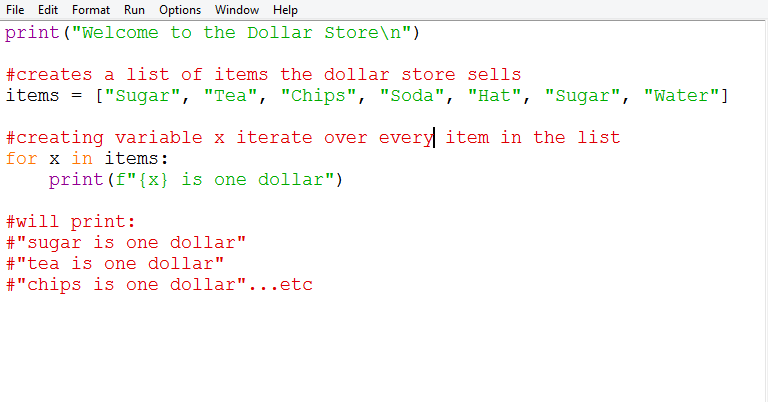 File Edit Format Run Options Window Help
print("Welcome to the Dollar Store\n")
#creates a list of items the dollar store sells
items = ["Sugar", "Tea", "Chips", "Soda", "Hat", "Sugar", "Water"]
#creating variable x iterate over every item in the list
for x in items:
    print(f"{x} is one dollar")
#will print:
#"sugar is one dollar"
#"tea is one dollar"
#"chips is one dollar"...etc